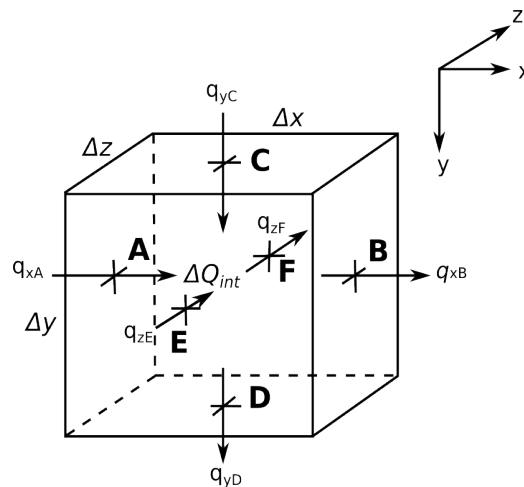 z
x
y
q_yC
Δx
Δz
C
q_zF
A
B
q_xA
ΔQ_int
F
q_xB
Δy
q_zE
E
D
q_yD